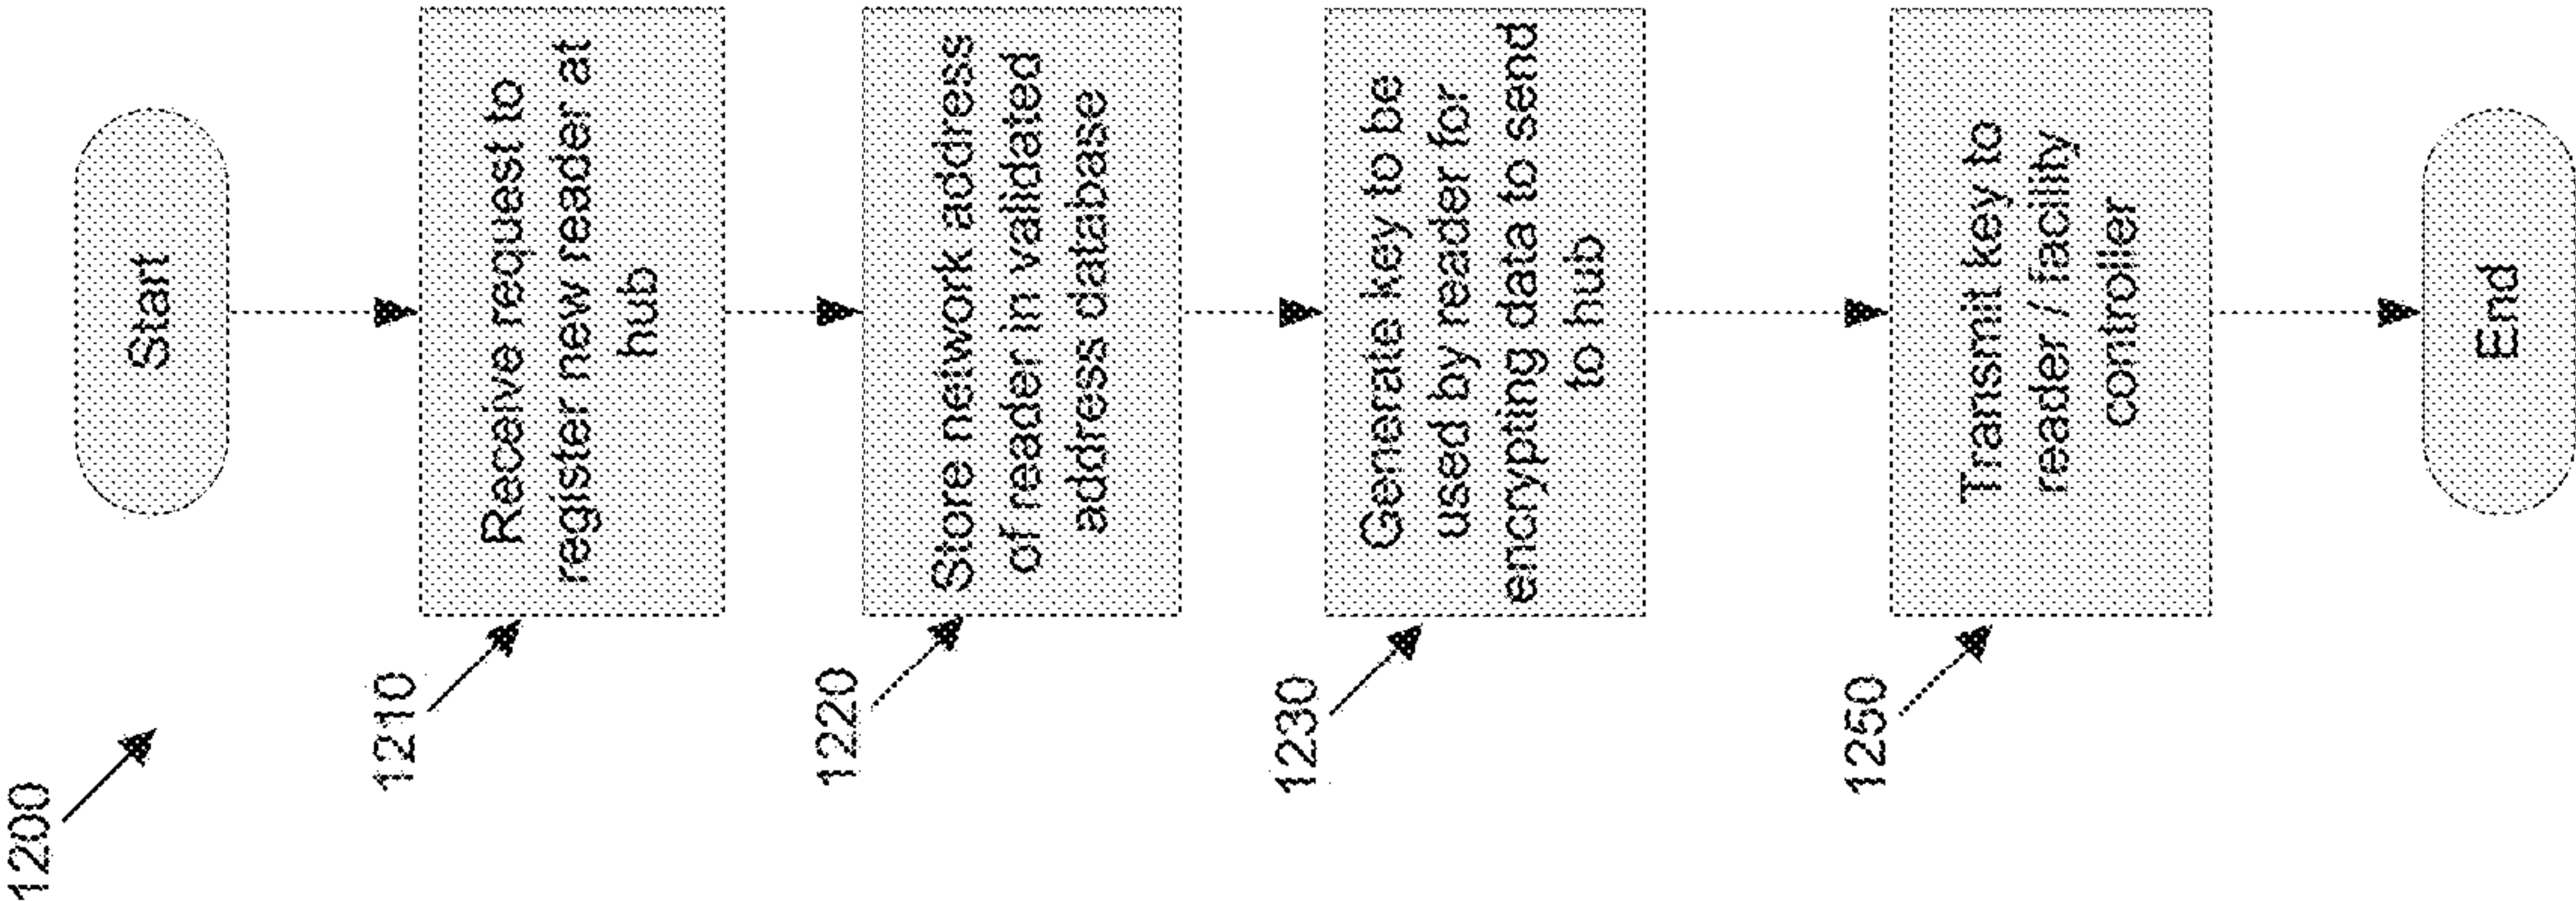 1200
Start
1210
Receive request to
register new reader at
hub
1220
Store network address
of reader in validated
address database
1230
Generate key to be
used by reader for
encrypting data to send
to hub
1250
Transmit key to
reader / facility
controller
End